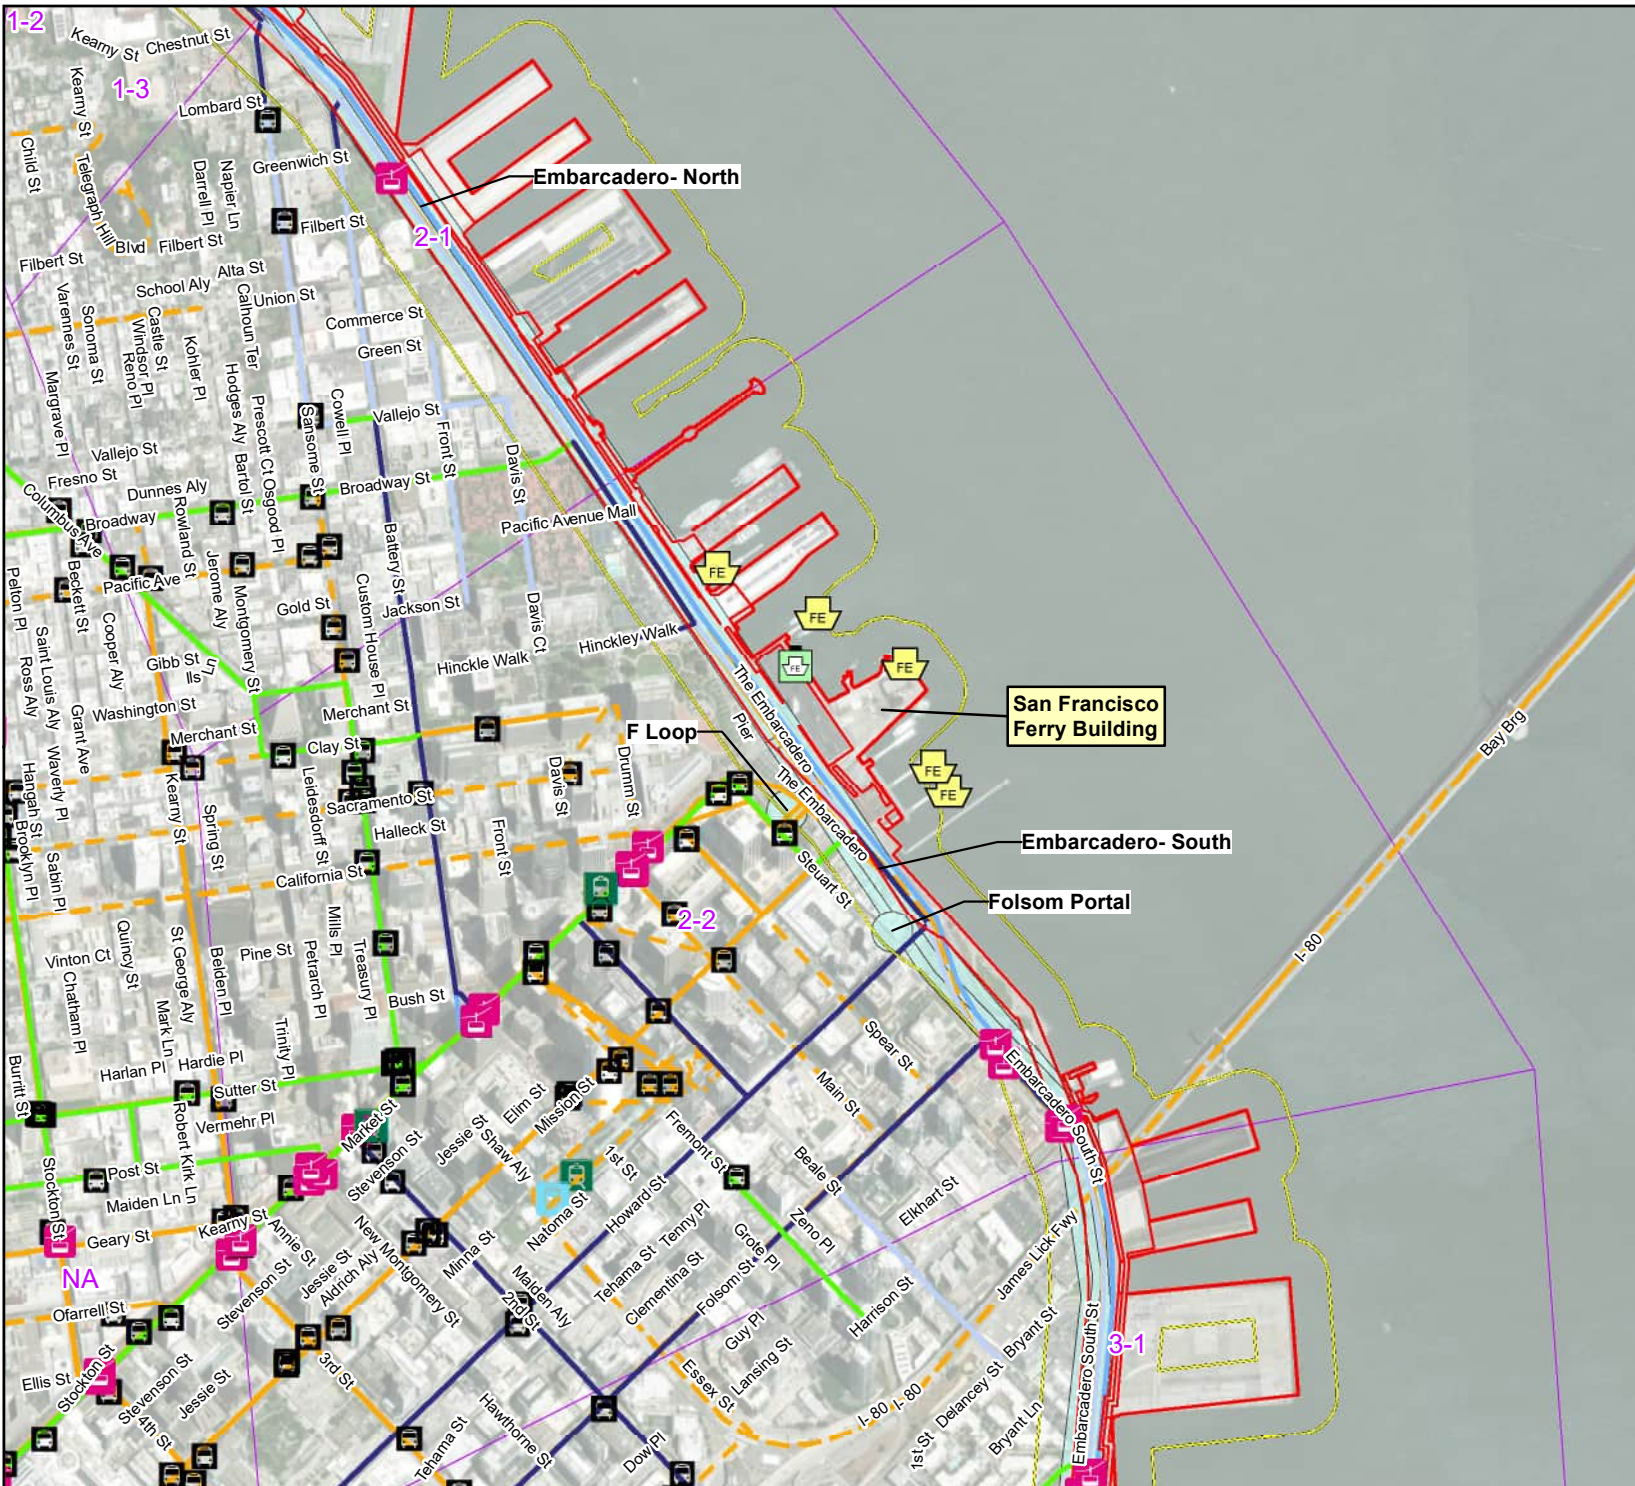 1-2
Kearny St
Chestnut St
1-3
Kearny St
Lombard St
Child St
Telegraph Hill
Blvd
Darrell Pl
Napier Ln
Greenwich St
Embarcadero- North
Filbert St
2-1
Filbert St
Filbert St
Alta St
School Aly
Union St
Varennes St
Sonoma St
Castle St
Windsor Pl
Reno Pl
Kohler Pl
Calhoun Ter
Hodges Aly
Commerce St
Green St
Margrave Pl
Prescott Ct
Osgood Pl
Bartol St
Sansome St
Cowell Pl
Vallejo St
Front St
Davis St
Vallejo St
Fresno St
Dunnes Aly
Broadway St
Columbus Ave
Broadway
Rowland St
Pacific Avenue Mall
Battery St
FE
Pelton Pl
Beckett St
Pacific Ave
Jerome Aly
Montgomery St
Gold St
Custom House Pl
Jackson St
Davis Ct
FE
Cooper Aly
Saint Louis Aly
Ross Aly
Gibb St
Ils
Ln
Hinckle Walk
Hinckley Walk
FE
FE
Washington St
Merchant St
The Embarcadero
San Francisco
Ferry Building
Grant Ave
Waverly Pl
Merchant St
Clay St
F Loop
Pier
Bay Brg
Hangah St
Brooklyn Pl
Sabin Pl
Kearny St
Spring St
Leidesdorff St
Sacramento St
Davis St
Drumm St
The Embarcadero
FE
FE
Halleck St
Front St
Embarcadero- South
California St
Steuart St
Folsom Portal
2-2
I-80
Vinton Ct
Chatham Pl
Quincy St
St George Aly
Mark Ln
Belden Pl
Pine St
Petrarch Pl
Mills Pl
Treasury Pl
Bush St
Trinity Pl
Harlan Pl
Hardie Pl
Spear St
Embarcadero South St
Burritt St
Sutter St
Vermehr Pl
Robert Kirk Ln
Market St
Stevenson St
Jessie St
Elim St
Mission St
Shaw Aly
Main St
Stockton St
Post St
Maiden Ln
Geary St
Kearny St
Annie St
1st St
Fremont St
Howard St
Natoma St
Beale St
Elkhart St
Zeno Pl
NA
Ofarrell St
Stevenson St
Jessie St
Aldrich Aly
New Montgomery St
Minna St
Malden Aly
2nd St
Tehama St
Tenny Pl
Clementina St
Grote Pl
Folsom St
Guy Pl
Lansing St
Harrison St
James Lick Fwy
Bryant St
3-1
Ellis St
Stockton St
Stevenson St
4th St
Jessie St
3rd St
Tehama St
Hawthorne St
Essex St
Dow Pl
I-80
I-80
1st St
Delancey St
Bryant Ln
Embarcadero South St